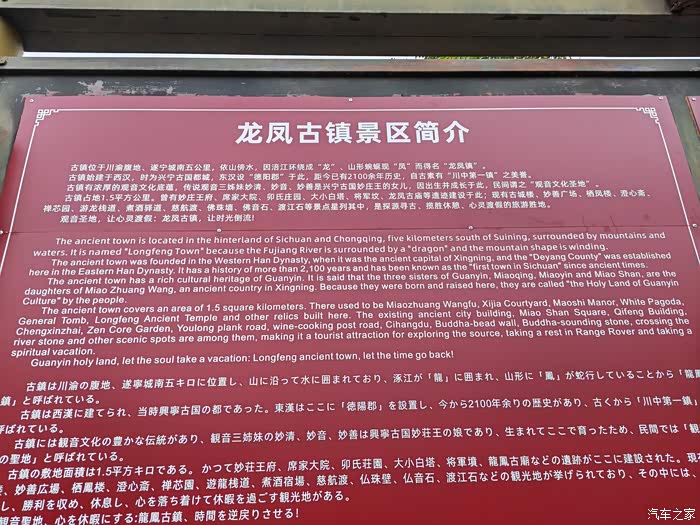 龙凤古镇景区简介
古镇位于川渝腹地、遂宁城南五公里，依山傍水，因涪江环绕成“龙”、山形蜿蜒现“凤”而得名“龙凤镇”。
古镇始建于西汉，时为兴宁古国都城，东汉设“德阳郡”于此，距今已有2100余年历史，自古素有“川中第一镇”之美誉。
古镇有浓厚的观音文化底蕴，传说观音三姊妹妙清、妙音、妙善是兴宁古国妙庄王的女儿，因出生并成长于此，民间谓之“观音文化圣地”。
古镇占地1.5平方公里。曾有妙庄王府、席家大院、卯氏庄园、大小白塔、将军坟、龙凤古庙等遗迹建设于此；现有古城楼、妙善广场、栖凤楼、澄心斋、
禅芯园、游龙栈道、煮酒驿道、慈航渡、佛珠墙、佛音石、渡江石等景点星列其中，是探源寻古、揽胜休憩、心灵渡假的旅游胜地。
观音圣地，让心灵渡假；龙凤古镇，让时光倒流！
The ancient town is located in the hinterland of Sichuan and Chongqing, five kilometers south of Suining, surrounded by mountains and
waters. It is named "Longfeng Town" because the Fujiang River is surrounded by a "dragon" and the mountain shape is winding.
The ancient town was founded in the Western Han Dynasty, when it was the ancient capital of Xingning, and the "Deyang County" was established
here in the Eastern Han Dynasty. It has a history of more than 2,100 years and has been known as the "first town in Sichuan" since ancient times.
The ancient town has a rich cultural heritage of Guanyin. It is said that the three sisters of Guanyin, Miaoqing, Miaoyin and Miao Shan, are the
daughters of Miao Zhuang Wang, an ancient country in Xingning. Because they were born and raised here, they are called "the Holy Land of Guanyin
Culture" by the people.
The ancient town covers an area of 1.5 square kilometers. There used to be Miaozhuang Wangfu, Xijia Courtyard, Maoshi Manor, White Pagoda,
General Tomb, Longfeng Ancient Temple and other relics built here. The existing ancient city building, Miao Shan Square, Qifeng Building,
Chengxinzhai, Zen Core Garden, Youlong plank road, wine-cooking post road, Cihangdu, Buddha-bead wall, Buddha-sounding stone, crossing the
river stone and other scenic spots are among them, making it a tourist attraction for exploring the source, taking a rest in Range Rover and taking a
spiritual vacation.
Guanyin holy land, let the soul take a vacation: Longfeng ancient town, let the time go back!
古鎮は川渝の腹地、遂寧城南五キロに位置し、山に沿って水に囲まれており、涿江が「龍」に囲まれ、山形に「鳳」が蛇行していることから「龍鳳
鎮」と呼ばれている。
古鎮は西漢に建てられ、当時興寧古国の都であった。東漢はここに「徳陽郡」を設置し、今から2100年余りの歴史があり、古くから「川中第一鎮」
呼ばれている。
古鎮には観音文化の豊かな伝統があり、観音三姉妹の妙清、妙音、妙善は興寧古国妙荘王の娘であり、生まれてここで育ったため、民間では「観
の聖地」と呼ばれている。
古鎮の敷地面積は1.5平方キロである。かつて妙荘王府、席家大院、卯氏荘園、大小白塔、将軍墳、龍鳳古廟などの遺跡がここに建設された。現
、妙善広場、栖鳳楼、澄心斎、禅芯園、遊龍桟道、煮酒宿場、慈航渡、仏珠壁、仏音石、渡江石などの観光地が挙げられており、その中には、
し、勝利を収め、休息し、心を落ち着けて休暇を過ごす観光地がある。
観音聖地、心を休暇にする:龍鳳古鎮、時間を逆戻りさせる!
汽车之家